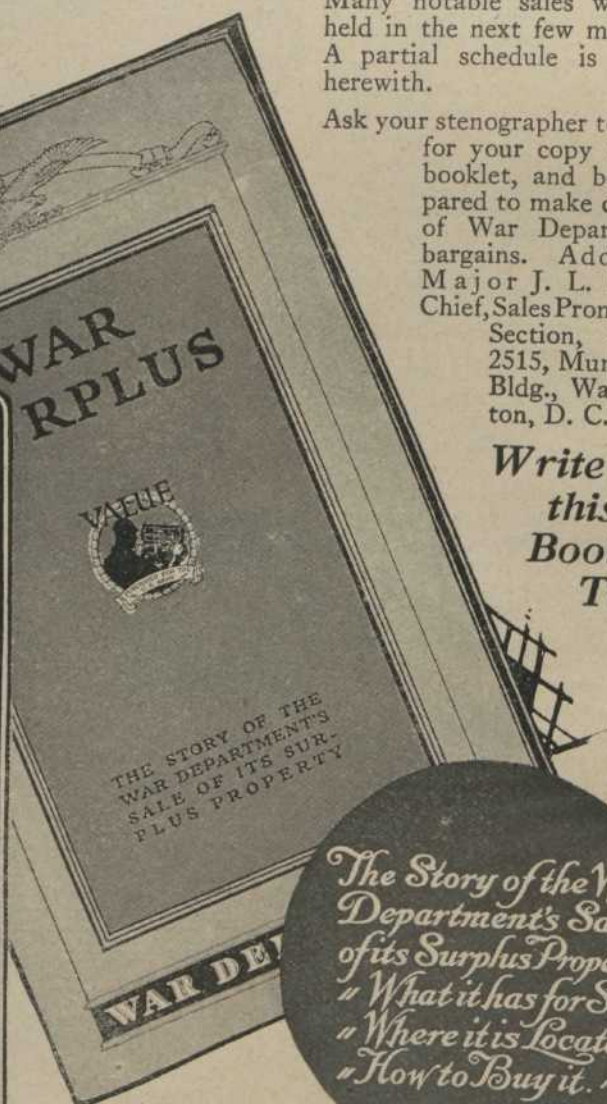 Many notable sales w
held in the next few m
A partial schedule is
herewith.
Ask your stenographer t
for your copy
booklet, and b
pared to make
of War Depar
bargains. Add
Major J. L.
Chief, Sales Prom
Section,
2515, Mun
Bldg., Wa
ton, D. C.
Write
this
Boo
T
WAR
RPLUS
VALUE
THE STORY OF THE
WAR DEPARTMENT'S
SALE OF ITS SUR-
PLUS PROPERTY
WAR DE
The Story of the W
Department's Sa
of its Surplus Prope
" What it has for S
" Where it is Locat
" How to Buy it.